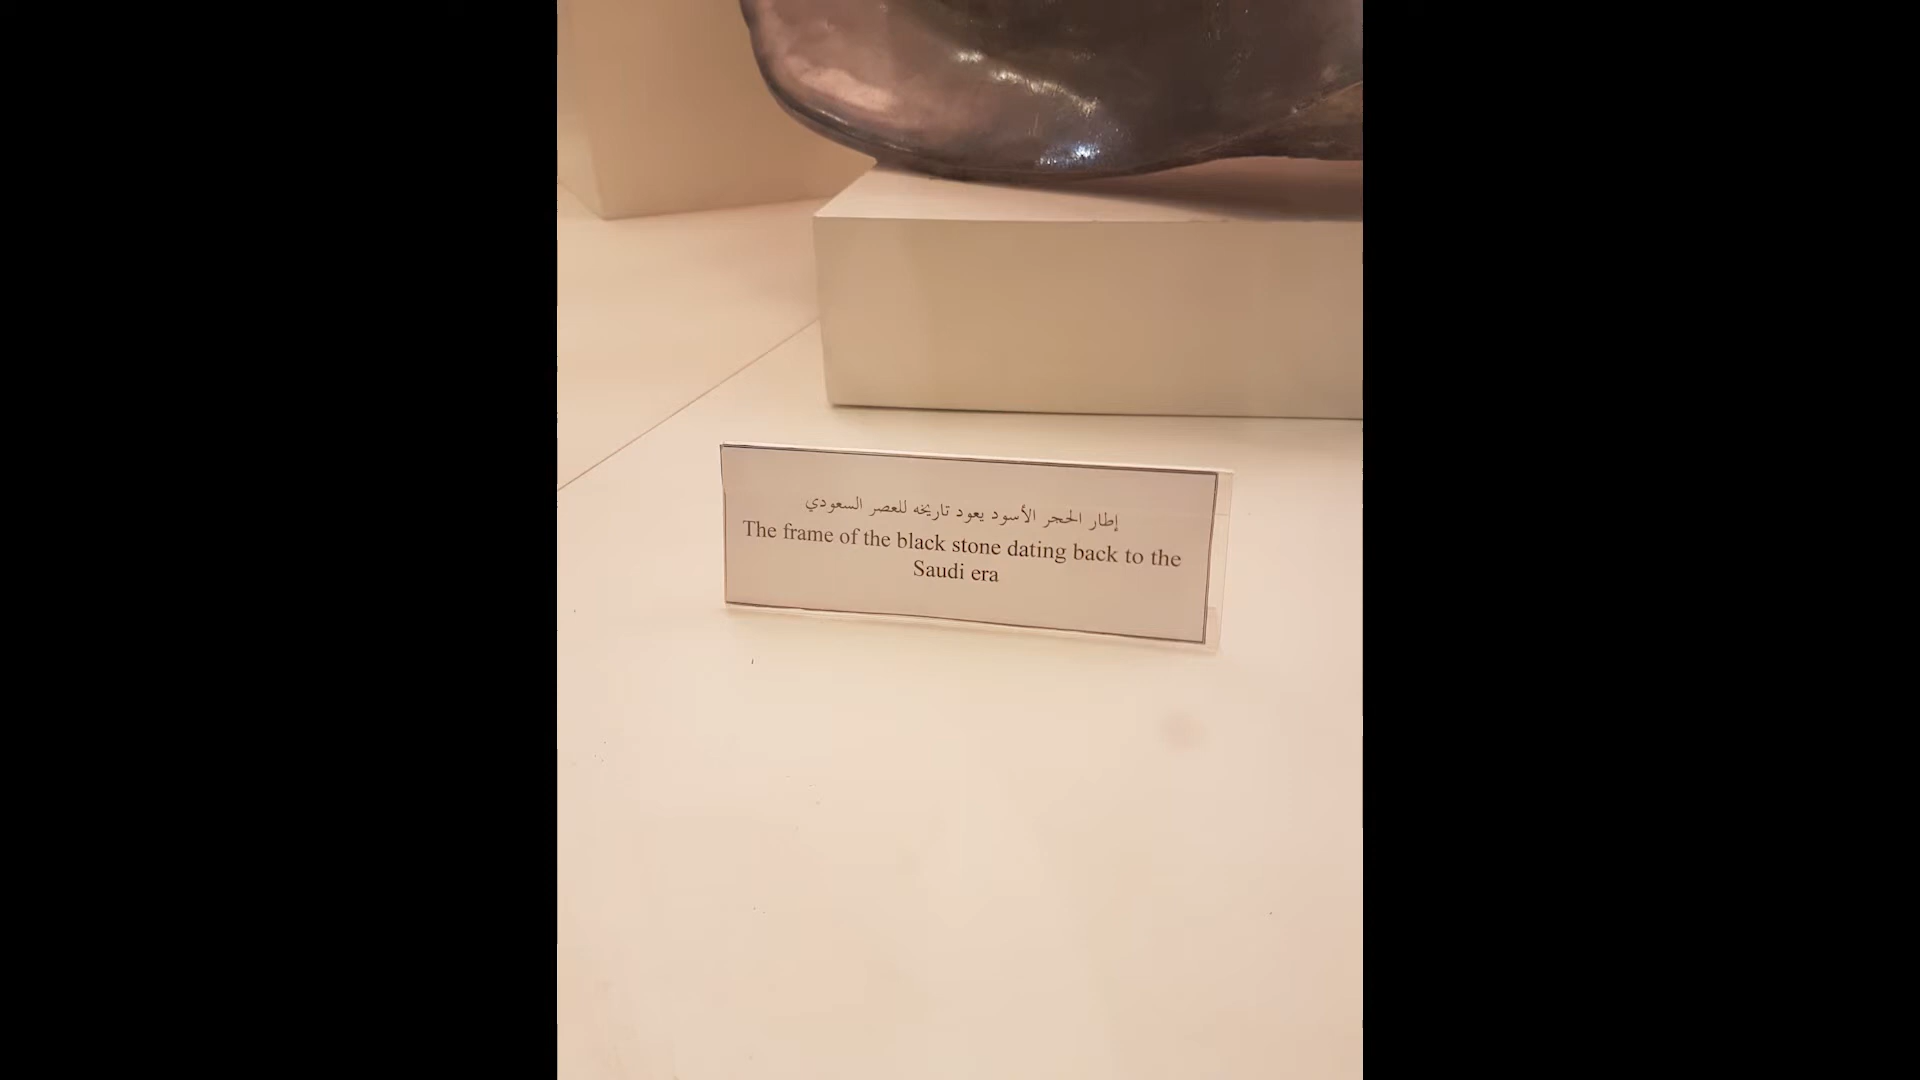 إطار الحجر الأسود يعود تاريخه للعصر السعودي
The frame of the black stone dating back to the
Saudi era